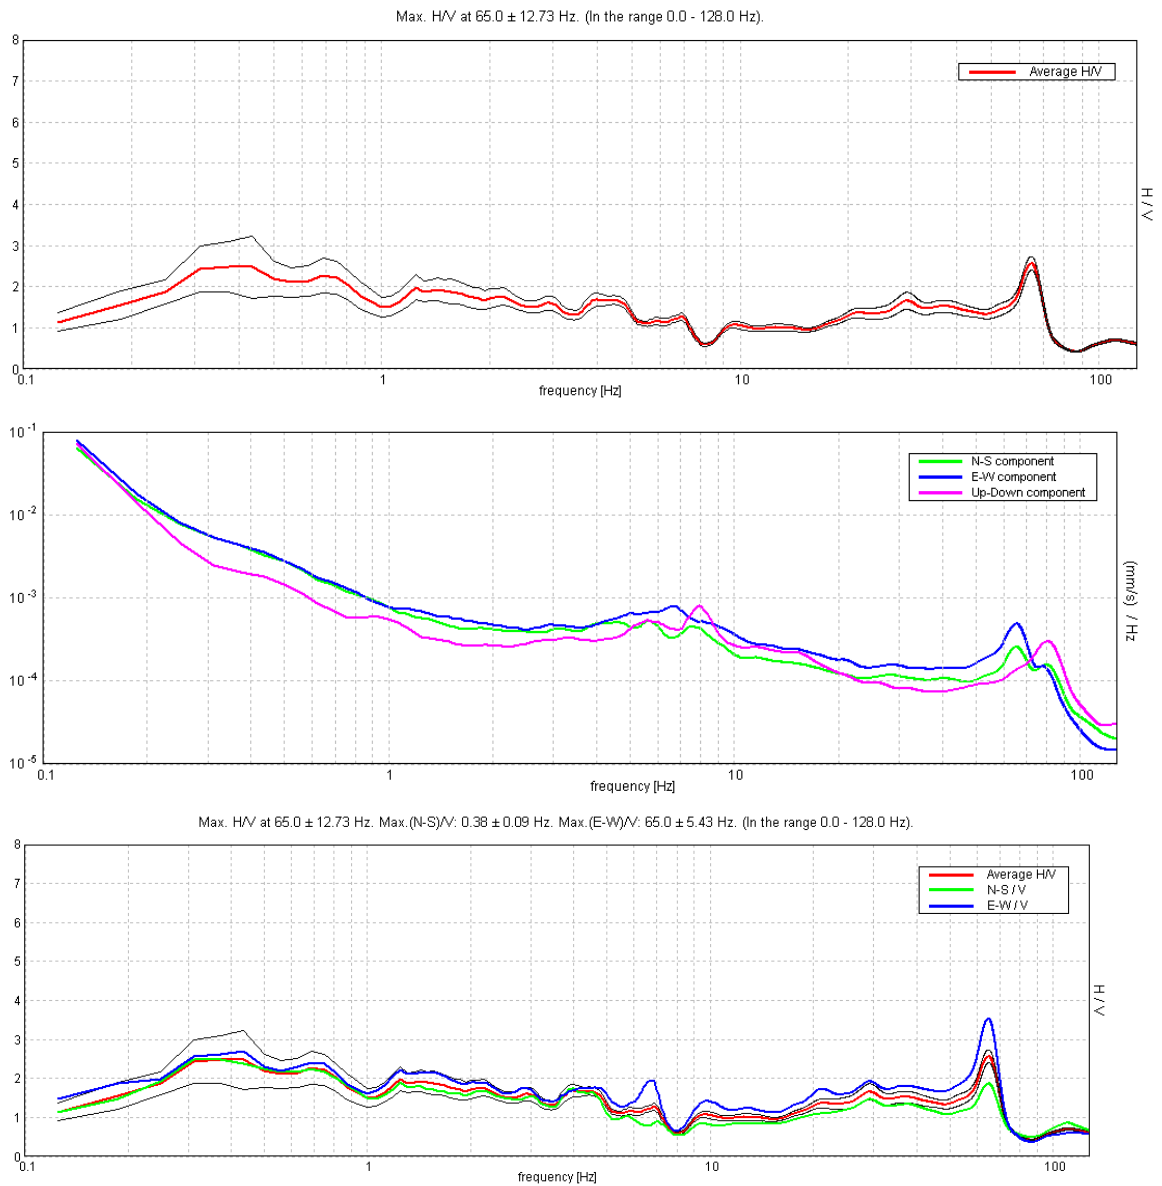 Max. H/V at 65.0 ± 12.73 Hz. (In the range 0.0 - 128.0 Hz).
8
7
6
5
4
3
2
1
0
Average H/V
H / V
0.1 1 10 100
frequency [Hz]
10 -1
10 -2
10 -3
10 -4
10 -5
N-S component
E-W component
Up-Down component
(mm/s) / Hz
0.1 1 10 100
frequency [Hz]
Max. H/V at 65.0 ± 12.73 Hz. Max.(N-S)/V: 0.38 ± 0.09 Hz. Max.(E-W)/V: 65.0 ± 5.43 Hz. (In the range 0.0 - 128.0 Hz).
8
7
6
5
4
3
2
1
0
Average H/V
N-S / V
E-W / V
H / V
0.1 1 10 100
frequency [Hz]